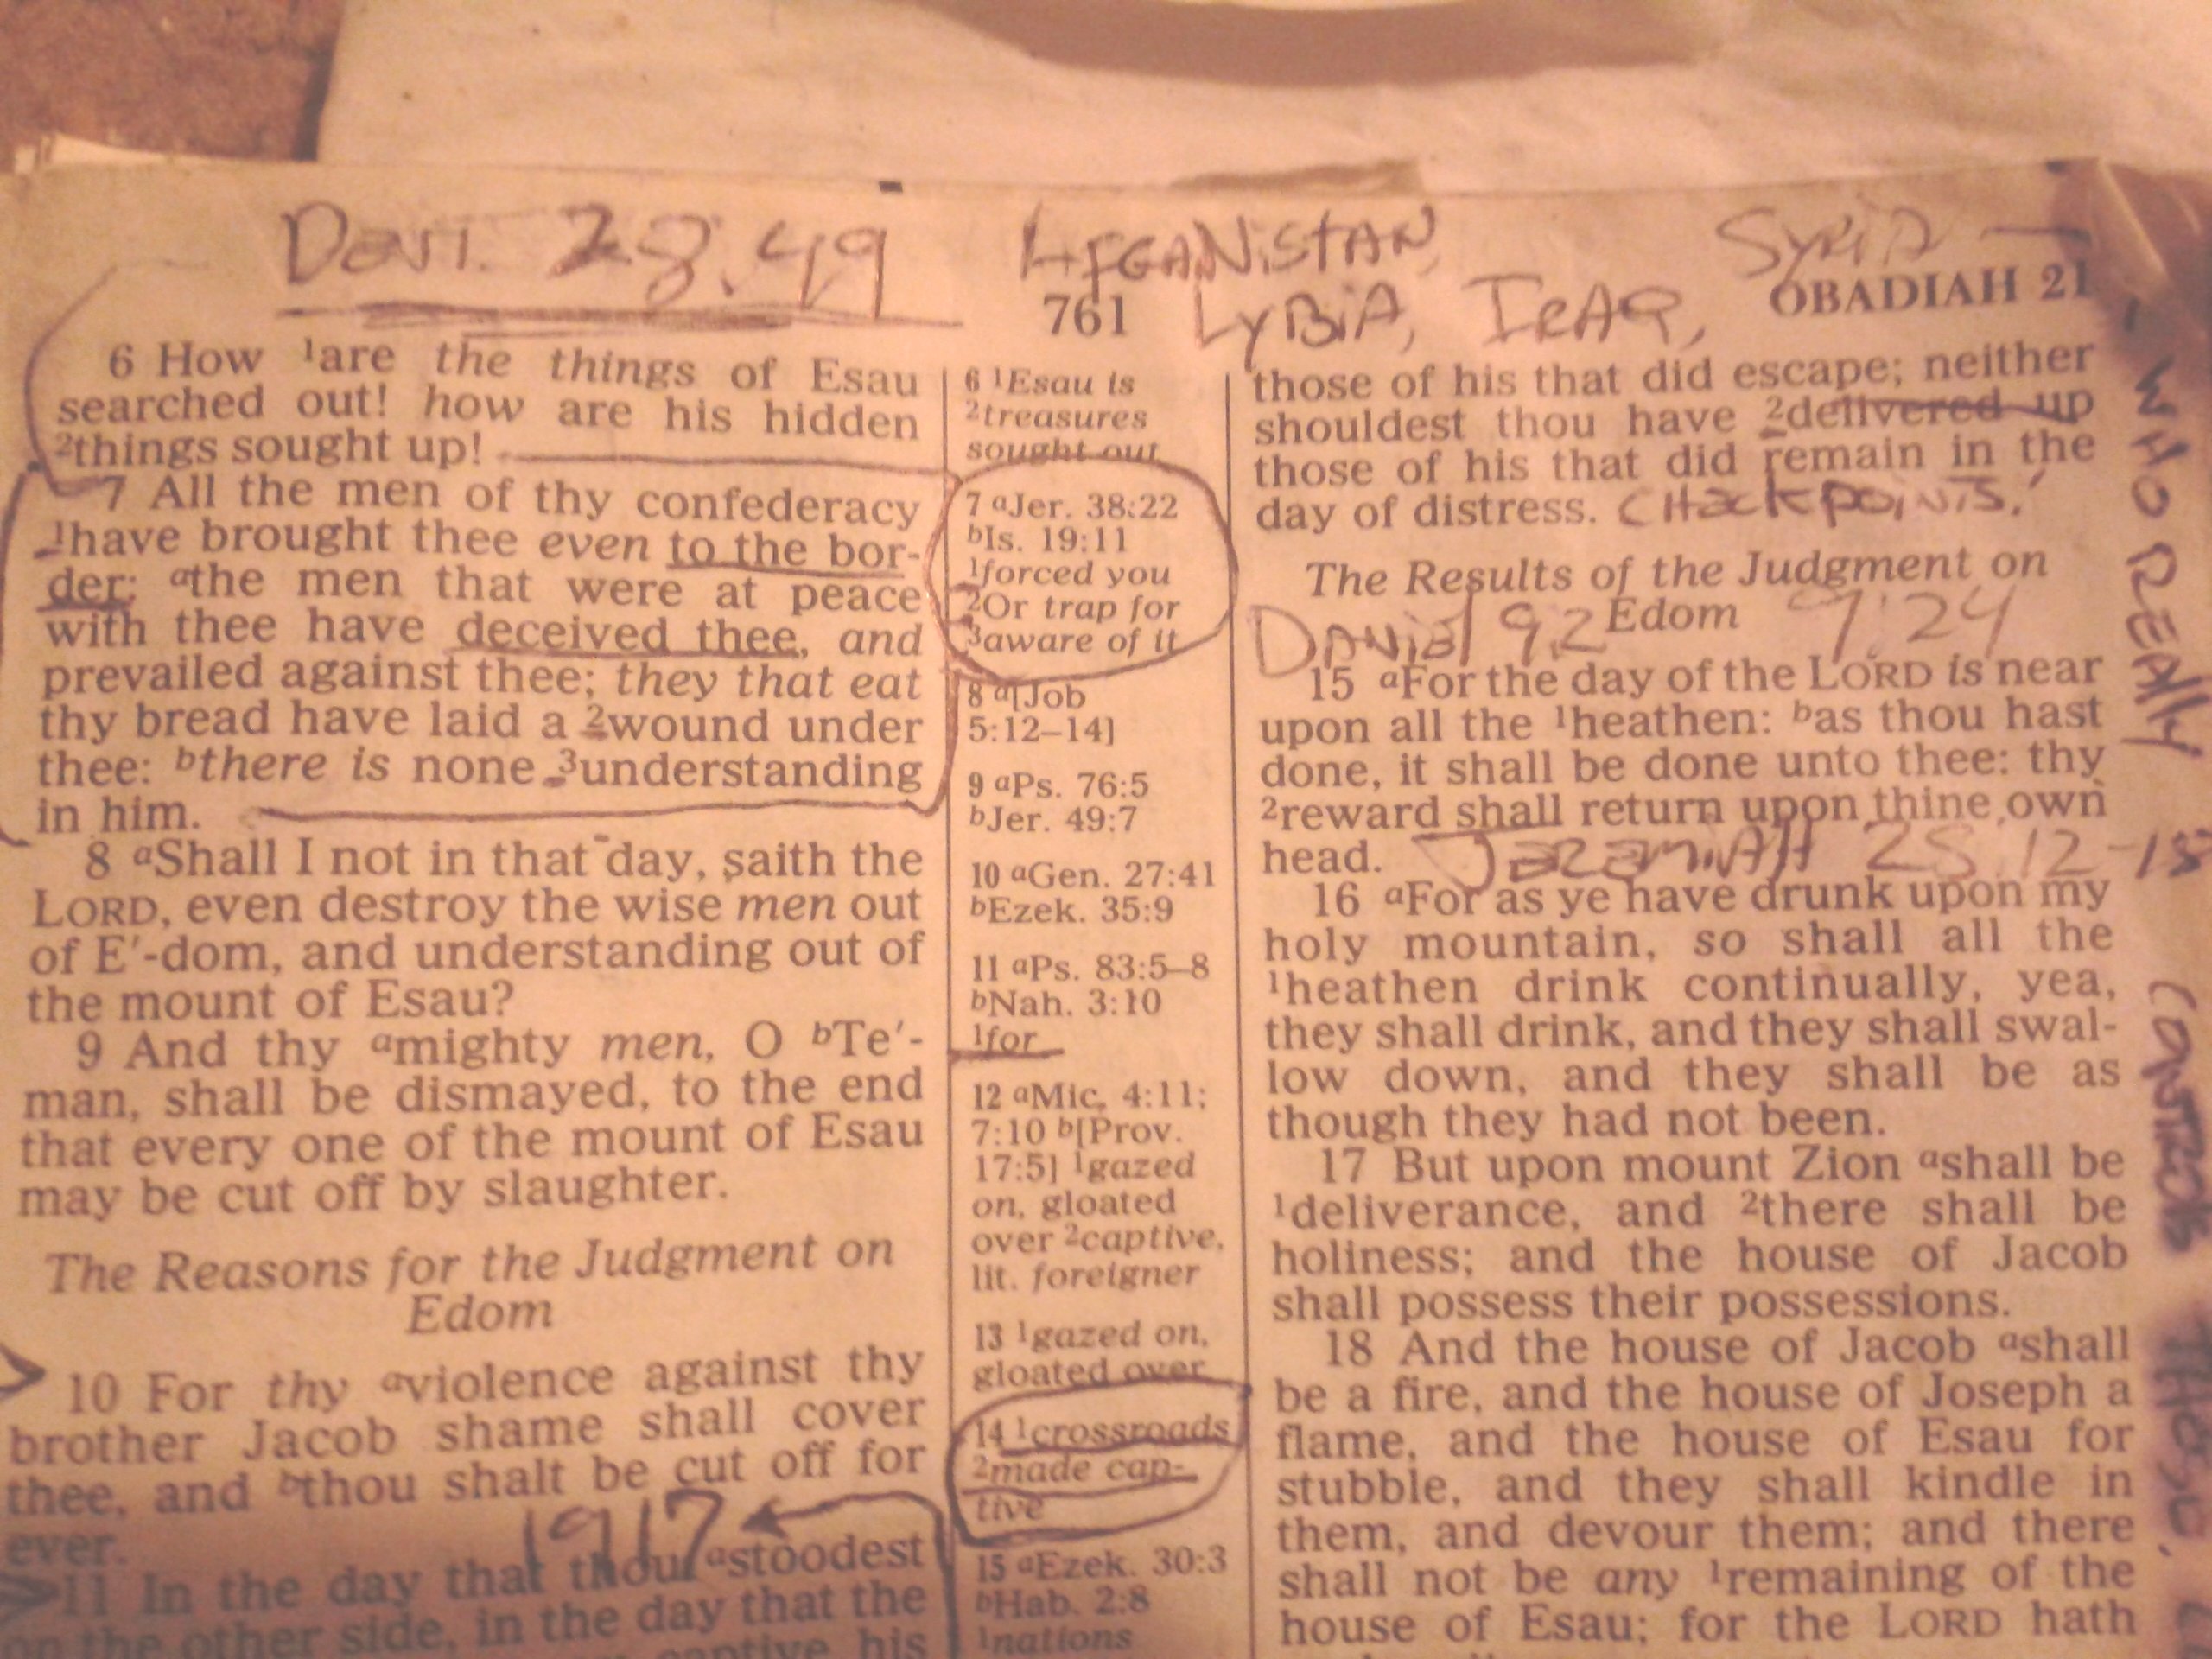 Deut. 28.49
AFGANiStAN,
Syria —
LyBiA, IRAQ,
761
OBADIAH 21
6 How ¹are the things of Esau
searched out! how are his hidden
²things sought up!
7 All the men of thy confederacy
¹have brought thee even to the bor-
der: ᵃthe men that were at peace
with thee have deceived thee, and
prevailed against thee; they that eat
thy bread have laid a ²wound under
thee: ᵇthere is none ³understanding
in him.
8 ᵃShall I not in that day, saith the
LORD, even destroy the wise men out
of E′-dom, and understanding out of
the mount of Esau?
9 And thy ᵃmighty men, O ᵇTe′-
man, shall be dismayed, to the end
that every one of the mount of Esau
may be cut off by slaughter.
The Reasons for the Judgment on
Edom
10 For thy ᵃviolence against thy
brother Jacob shame shall cover
thee, and ᵇthou shalt be cut off for
ever.
1917
11 In the day that thou ᵃstoodest
on the other side, in the day that the
captive his
6 ¹Esau is
²treasures
sought out
7 ᵃJer. 38:22
ᵇIs. 19:11
¹forced you
²Or trap for
³aware of it
8 ᵃ[Job
5:12–14]
9 ᵃPs. 76:5
ᵇJer. 49:7
10 ᵃGen. 27:41
ᵇEzek. 35:9
11 ᵃPs. 83:5–8
ᵇNah. 3:10
¹for
12 ᵃMic. 4:11;
7:10 ᵇ[Prov.
17:5] ¹gazed
on, gloated
over ²captive,
lit. foreigner
13 ¹gazed on,
gloated over
14 ¹crossroads
²made cap-
tive
15 ᵃEzek. 30:3
ᵇHab. 2:8
¹nations
those of his that did escape; neither
shouldest thou have ²delivered up
those of his that did remain in the
day of distress. CHeckpoiNTS!
The Results of the Judgment on
Edom
DANiel 9.2 9:24
15 ᵃFor the day of the LORD is near
upon all the ¹heathen: ᵇas thou hast
done, it shall be done unto thee: thy
²reward shall return upon thine own
head. JeremiAH 25.12-
16 ᵃFor as ye have drunk upon my
holy mountain, so shall all the
¹heathen drink continually, yea,
they shall drink, and they shall swal-
low down, and they shall be as
though they had not been.
17 But upon mount Zion ᵃshall be
¹deliverance, and ²there shall be
holiness; and the house of Jacob
shall possess their possessions.
18 And the house of Jacob ᵃshall
be a fire, and the house of Joseph a
flame, and the house of Esau for
stubble, and they shall kindle in
them, and devour them; and there
shall not be any ¹remaining of the
house of Esau; for the LORD hath
- WHO REAlly CONTROL